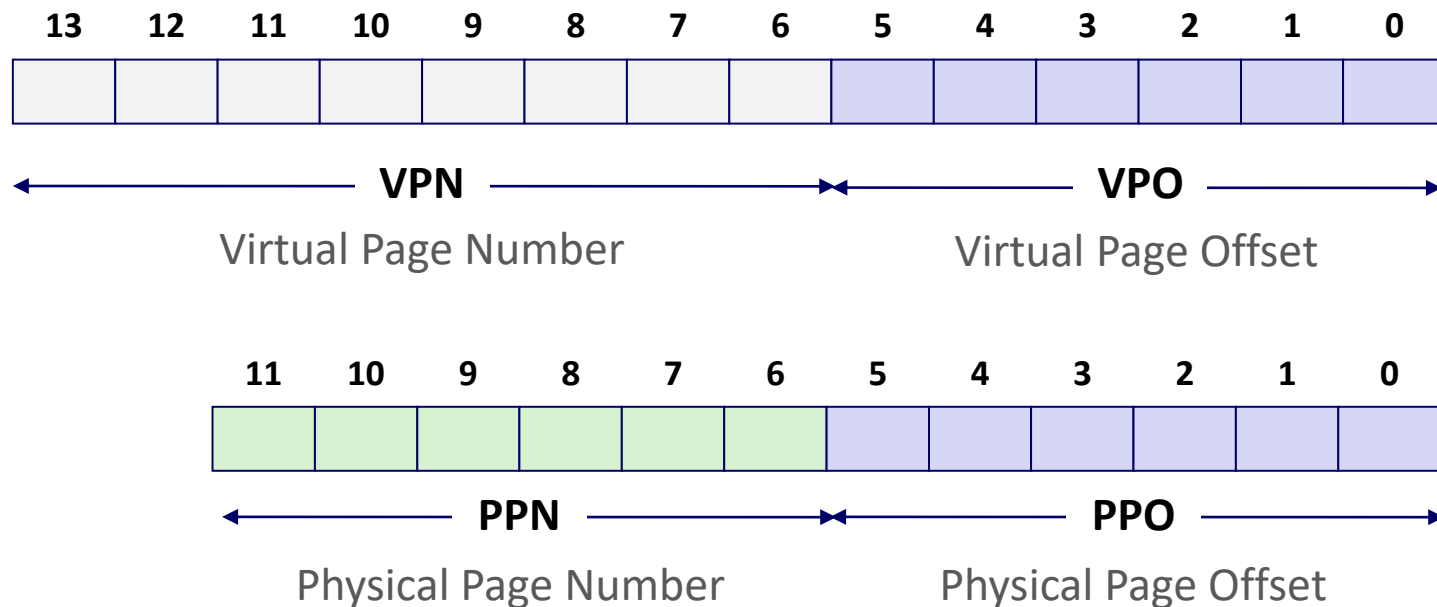 13 12 11 10 9 8 7 6 5 4 3 2 1 0
VPN VPO
Virtual Page Number Virtual Page Offset
11 10 9 8 7 6 5 4 3 2 1 0
PPN PPO
Physical Page Number Physical Page Offset